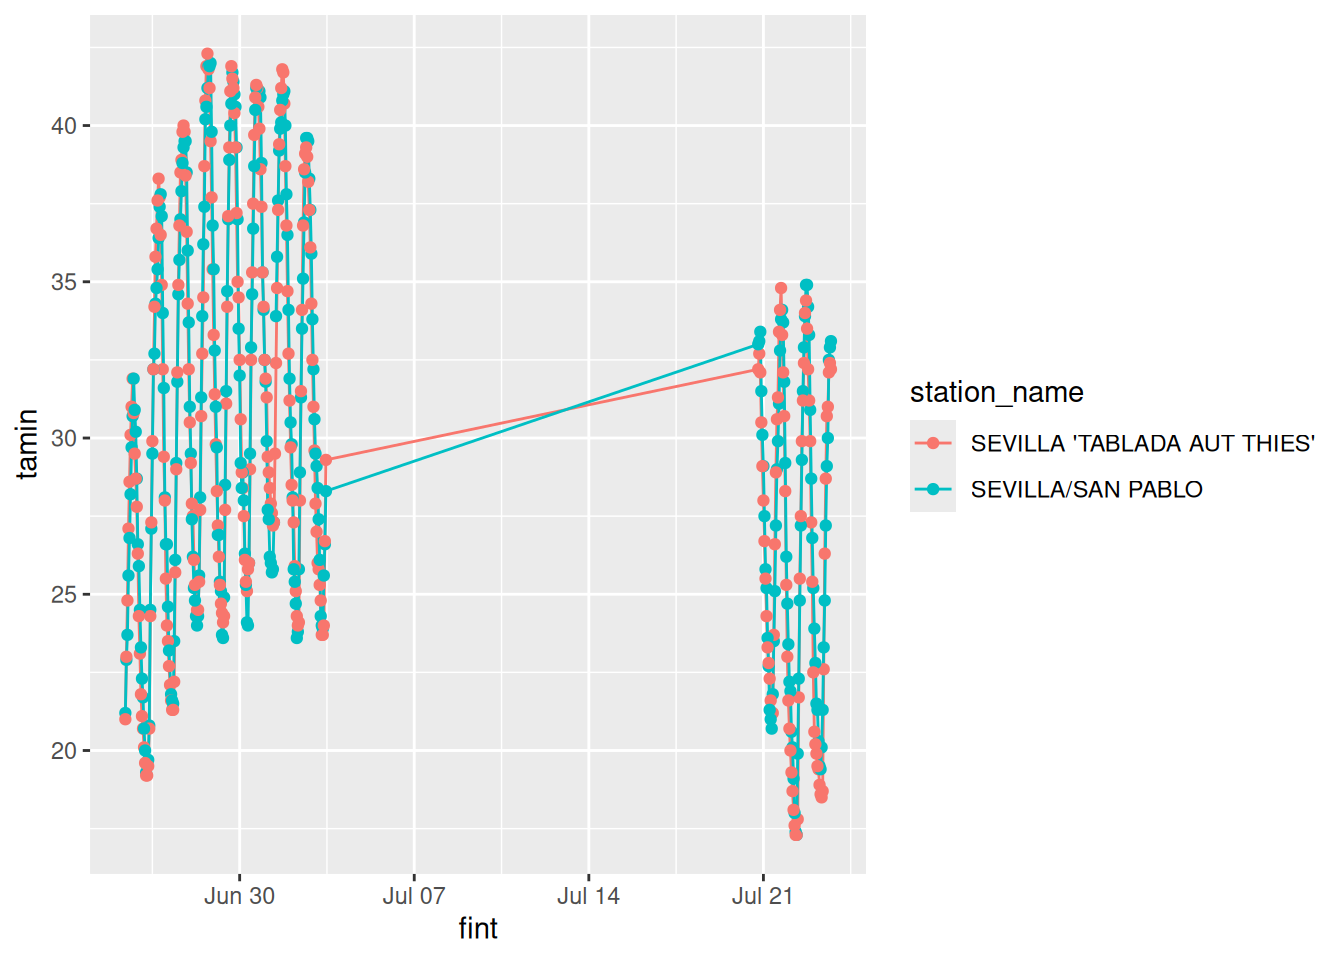 40
35
30
25
20
tamin
Jun 30
Jul 07
Jul 14
Jul 21
fint
station_name
SEVILLA 'TABLADA AUT THIES'
SEVILLA/SAN PABLO